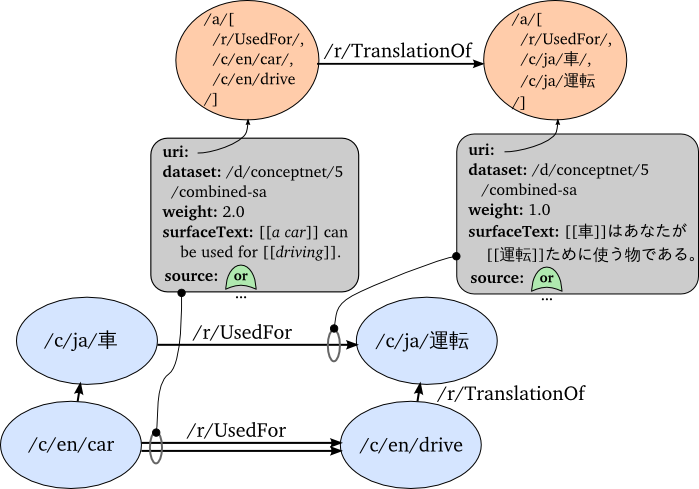 /a/[
/r/UsedFor/,
/c/en/car/,
/c/en/drive
/]
/r/TranslationOf
/a/[
/r/UsedFor/,
/c/ja/車/,
/c/ja/運転
/]
uri:
dataset: /d/conceptnet/5
/combined-sa
weight: 2.0
surfaceText: [[a car]] can
be used for [[driving]].
source: or
...
uri:
dataset: /d/conceptnet/5
/combined-sa
weight: 1.0
surfaceText: [[車]]はあなたが
[[運転]]ために使う物である。
source: or
...
/c/ja/車
/r/UsedFor
/c/ja/運転
/r/TranslationOf
/c/en/car
/r/UsedFor
/c/en/drive